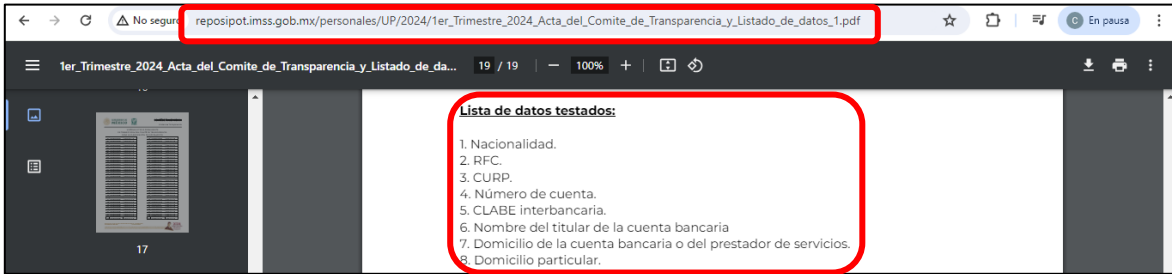 No seguro
reposipot.imss.gob.mx/personales/UP/2024/1er_Trimestre_2024_Acta_del_Comite_de_Transparencia_y_Listado_de_datos_1.pdf
C En pausa
1er_Trimestre_2024_Acta_del_Comite_de_Transparencia_y_Listado_de_da... 19 / 19 — 100% +
17
Lista de datos testados:
1. Nacionalidad.
2. RFC.
3. CURP.
4. Número de cuenta.
5. CLABE interbancaria.
6. Nombre del titular de la cuenta bancaria
7. Domicilio de la cuenta bancaria o del prestador de servicios.
8. Domicilio particular.